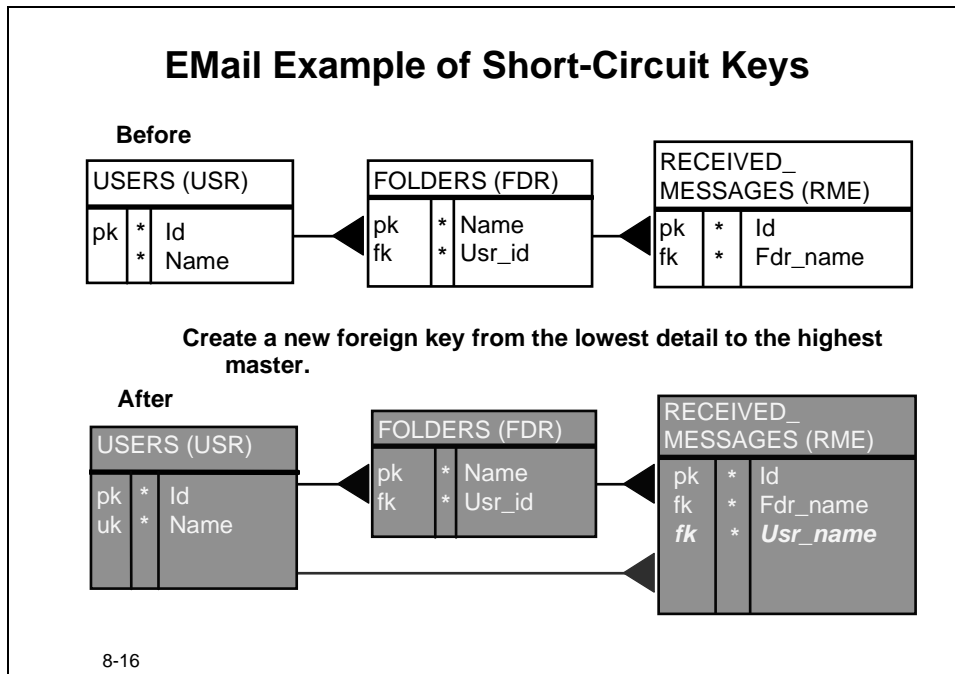 EMail Example of Short-Circuit Keys
Before
USERS (USR)
pk * Id
* Name
FOLDERS (FDR)
pk * Name
fk * Usr_id
RECEIVED_
MESSAGES (RME)
pk * Id
fk * Fdr_name
Create a new foreign key from the lowest detail to the highest
master.
After
USERS (USR)
pk * Id
uk * Name
FOLDERS (FDR)
pk * Name
fk * Usr_id
RECEIVED_
MESSAGES (RME)
pk * Id
fk * Fdr_name
fk * Usr_name
8-16